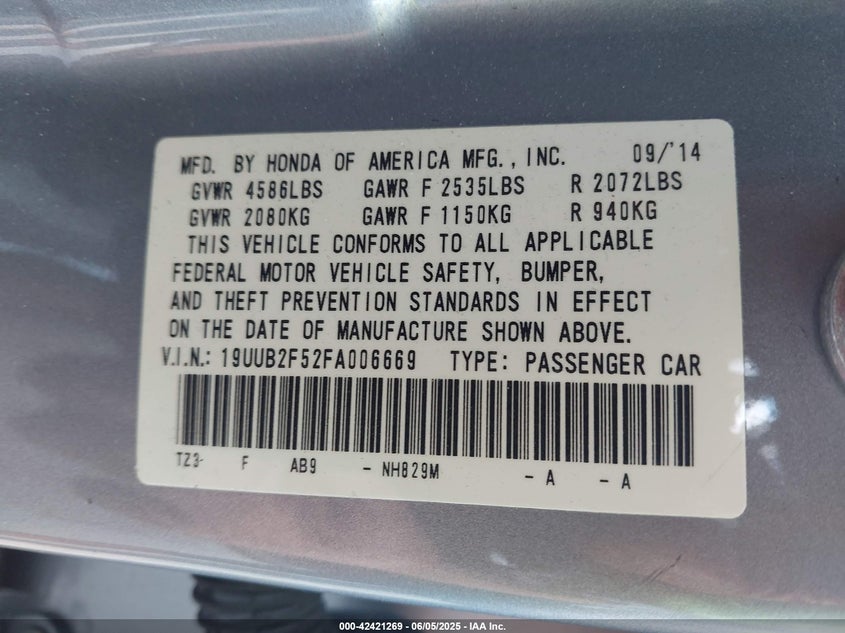 MFD. BY HONDA OF AMERICA MFG., INC. 09/'14
GVWR 4586LBS GAWR F 2535LBS R 2072LBS
GVWR 2080KG GAWR F 1150KG R 940KG
THIS VEHICLE CONFORMS TO ALL APPLICABLE
FEDERAL MOTOR VEHICLE SAFETY, BUMPER,
AND THEFT PREVENTION STANDARDS IN EFFECT
ON THE DATE OF MANUFACTURE SHOWN ABOVE.
V.I.N.: 19UUB2F52FA006669 TYPE: PASSENGER CAR
TZ3- F AB9 - NH829M - A - A
000-42421269 - 06/05/2025 - IAA Inc.